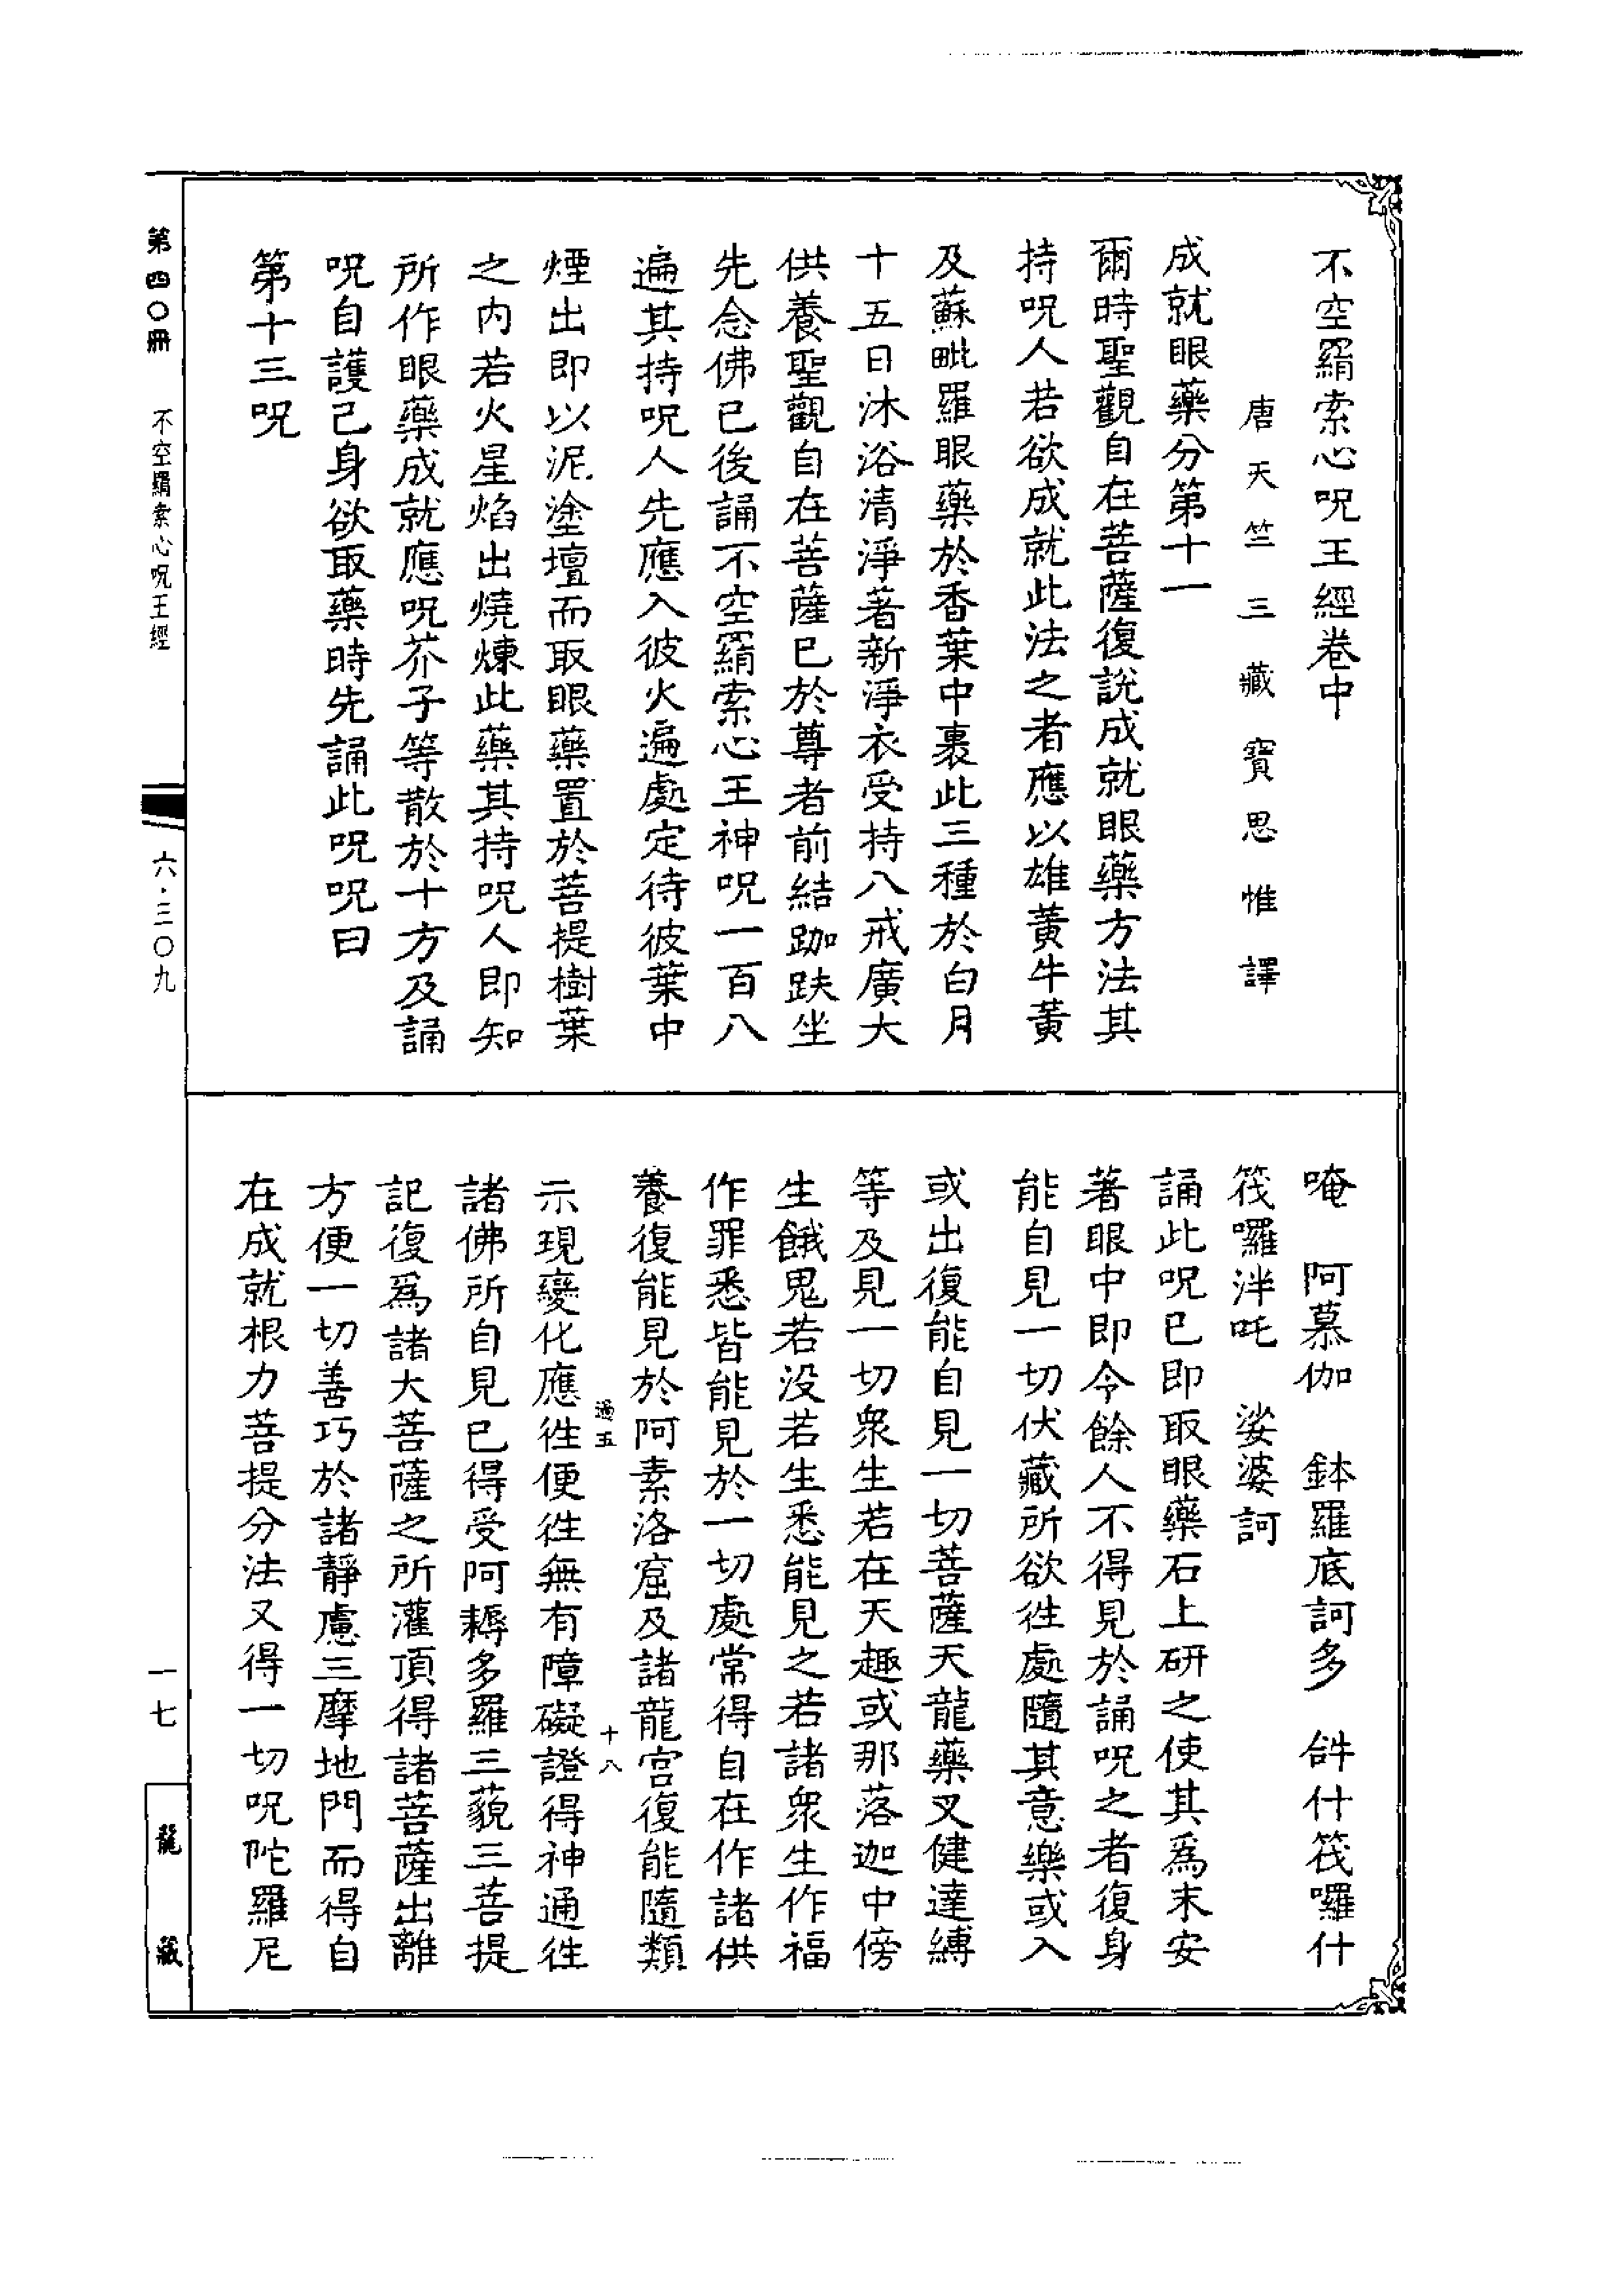 不空羂索心呪王經卷中
唐天竺三藏寶思惟譯
成就眼藥分第十一
爾時聖觀自在菩薩復說成就眼藥方法其
持呪人若欲成就此法之者應以雄黃牛黃
及蘇毗羅眼藥於香葉中裹此三種於白月
十五日沐浴清淨著新淨衣受持八戒廣大
供養聖觀自在菩薩已於尊者前結跏趺坐
先念佛已後誦不空羂索心王神呪一百八
遍其持呪人先應入彼火遍處定待彼葉中
煙出即以泥塗壇而取眼藥置於菩提樹葉
之內若火星焰出燒煉此藥其持呪人即知
所作眼藥成就應呪芥子等散於十方及誦
呪自護己身欲取藥時先誦此呪呪曰
第十三呪
唵　阿慕伽　鉢羅底訶多　䚻什筏囉什
筏囉泮吒　娑婆訶
誦此呪已即取眼藥石上研之使其為末安
著眼中即令餘人不得見於誦呪之者復身
能自見一切伏藏所欲往處隨其意樂或入
或出復能自見一切菩薩天龍藥叉健達縛
等及見一切衆生若在天趣或那落迦中傍
生餓鬼若没若生悉能見之若諸衆生作福
作罪悉皆能見於一切處常得自在作諸供
養復能見於阿素洛窟及諸龍宮復能隨類
過五　十八
示現變化應往便往無有障礙證得神通往
諸佛所自見已得受阿耨多羅三藐三菩提
記復為諸大菩薩之所灌頂得諸菩薩出離
方便一切善巧於諸靜慮三摩地門而得自
在成就根力菩提分法又得一切呪陀羅尼
第四〇冊　不空羂索心呪王經　六·三〇九
一七　龍藏